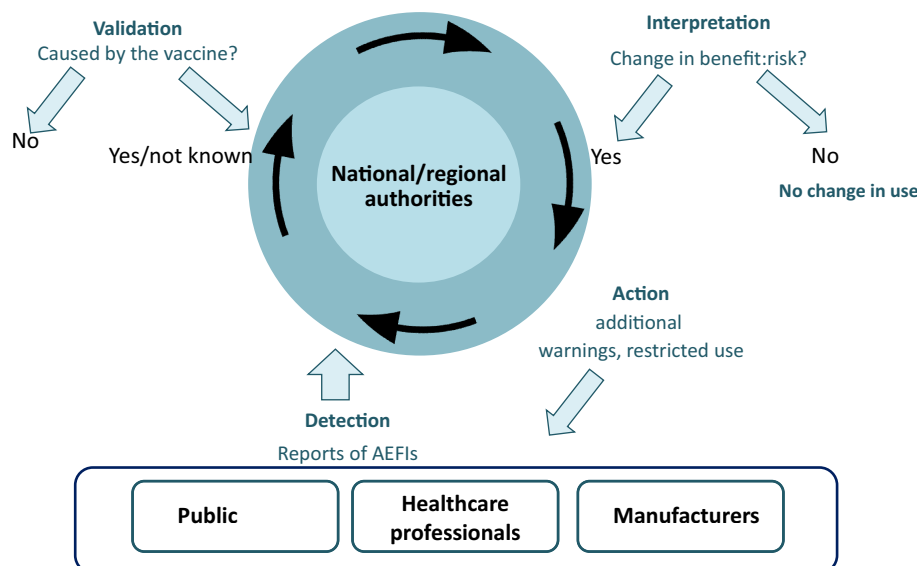 Validation
Caused by the vaccine?
No
Yes/not known
National/regional
authorities
Interpretation
Change in benefit:risk?
Yes
No
No change in use
Action
additional
warnings, restricted use
Detection
Reports of AEFIs
Public
Healthcare
professionals
Manufacturers